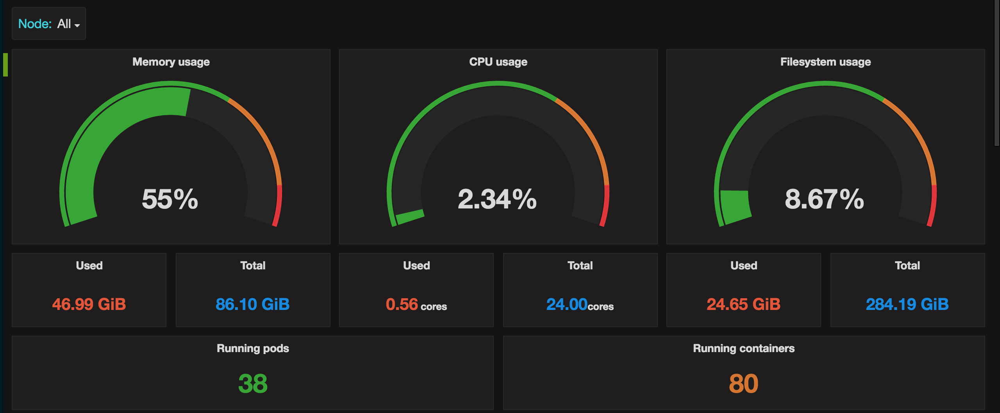 Node: All
Memory usage
CPU usage
Filesystem usage
55%
2.34%
8.67%
Used
Total
Used
Total
Used
Total
46.99 GiB
86.10 GiB
0.56 cores
24.00cores
24.65 GiB
284.19 GiB
Running pods
Running containers
38
80